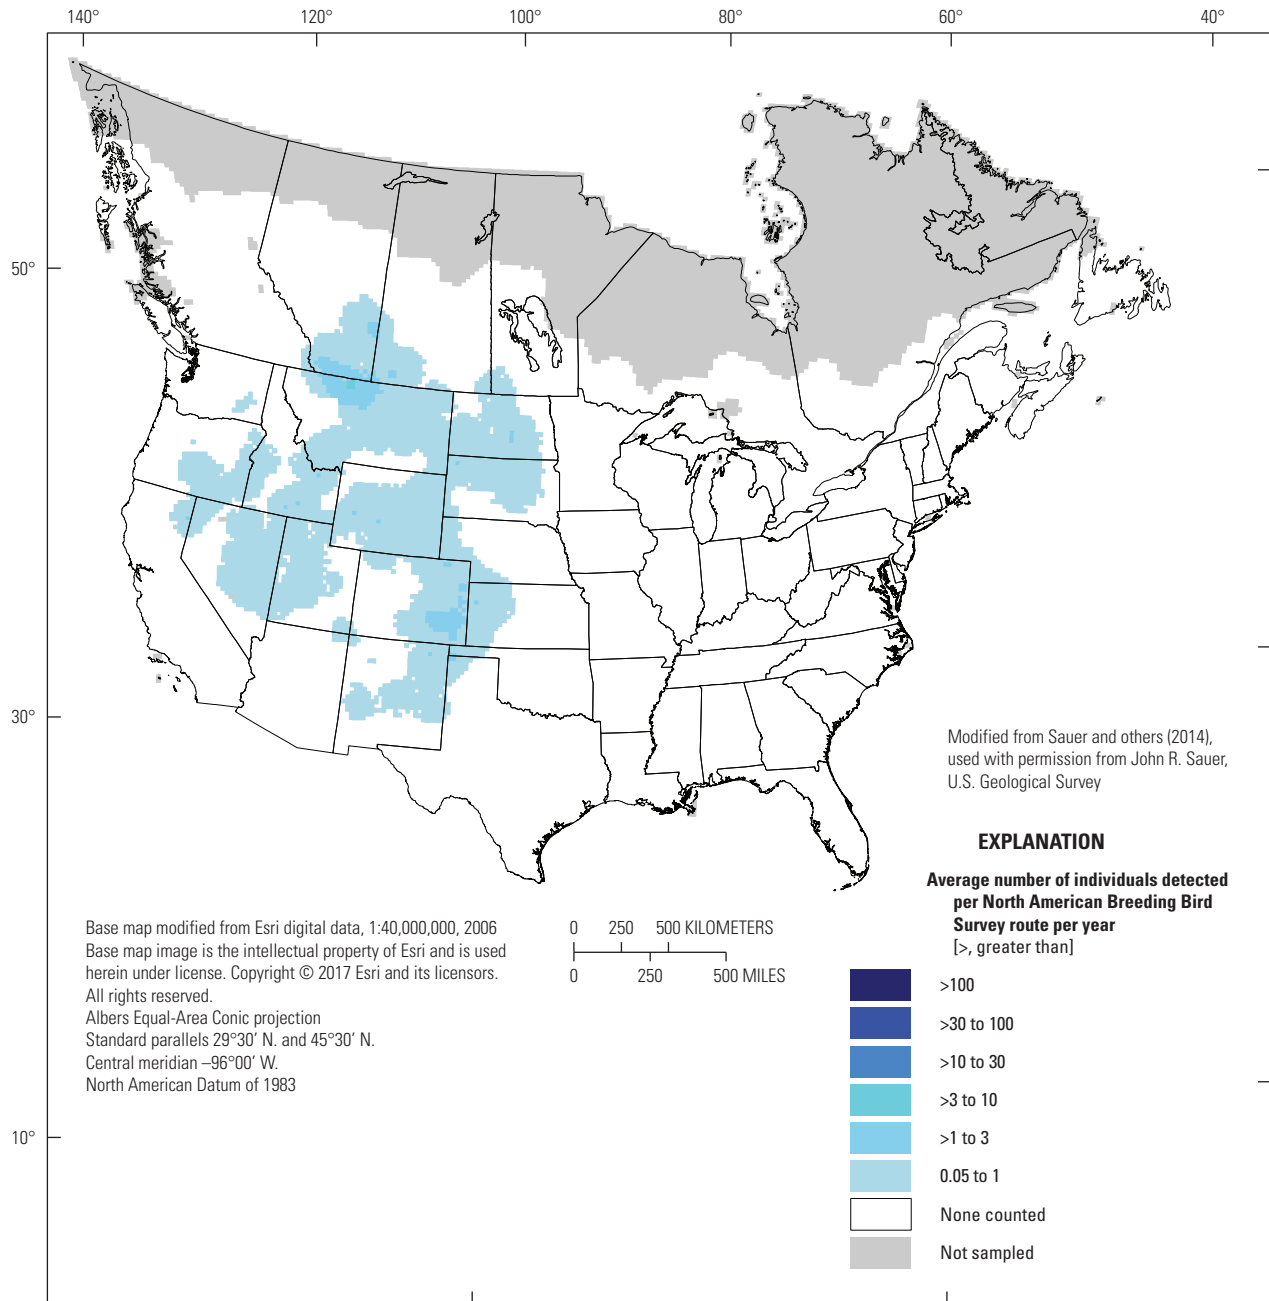 140°
120°
100°
80°
60°
40°
50°
30°
10°
Modified from Sauer and others (2014),
used with permission from John R. Sauer,
U.S. Geological Survey
EXPLANATION
Average number of individuals detected
per North American Breeding Bird
Survey route per year
[>, greater than]
>100
>30 to 100
>10 to 30
>3 to 10
>1 to 3
0.05 to 1
None counted
Not sampled
Base map modified from Esri digital data, 1:40,000,000, 2006
Base map image is the intellectual property of Esri and is used
herein under license. Copyright © 2017 Esri and its licensors.
All rights reserved.
Albers Equal-Area Conic projection
Standard parallels 29°30′ N. and 45°30′ N.
Central meridian –96°00′ W.
North American Datum of 1983
0 250 500 KILOMETERS
0 250 500 MILES